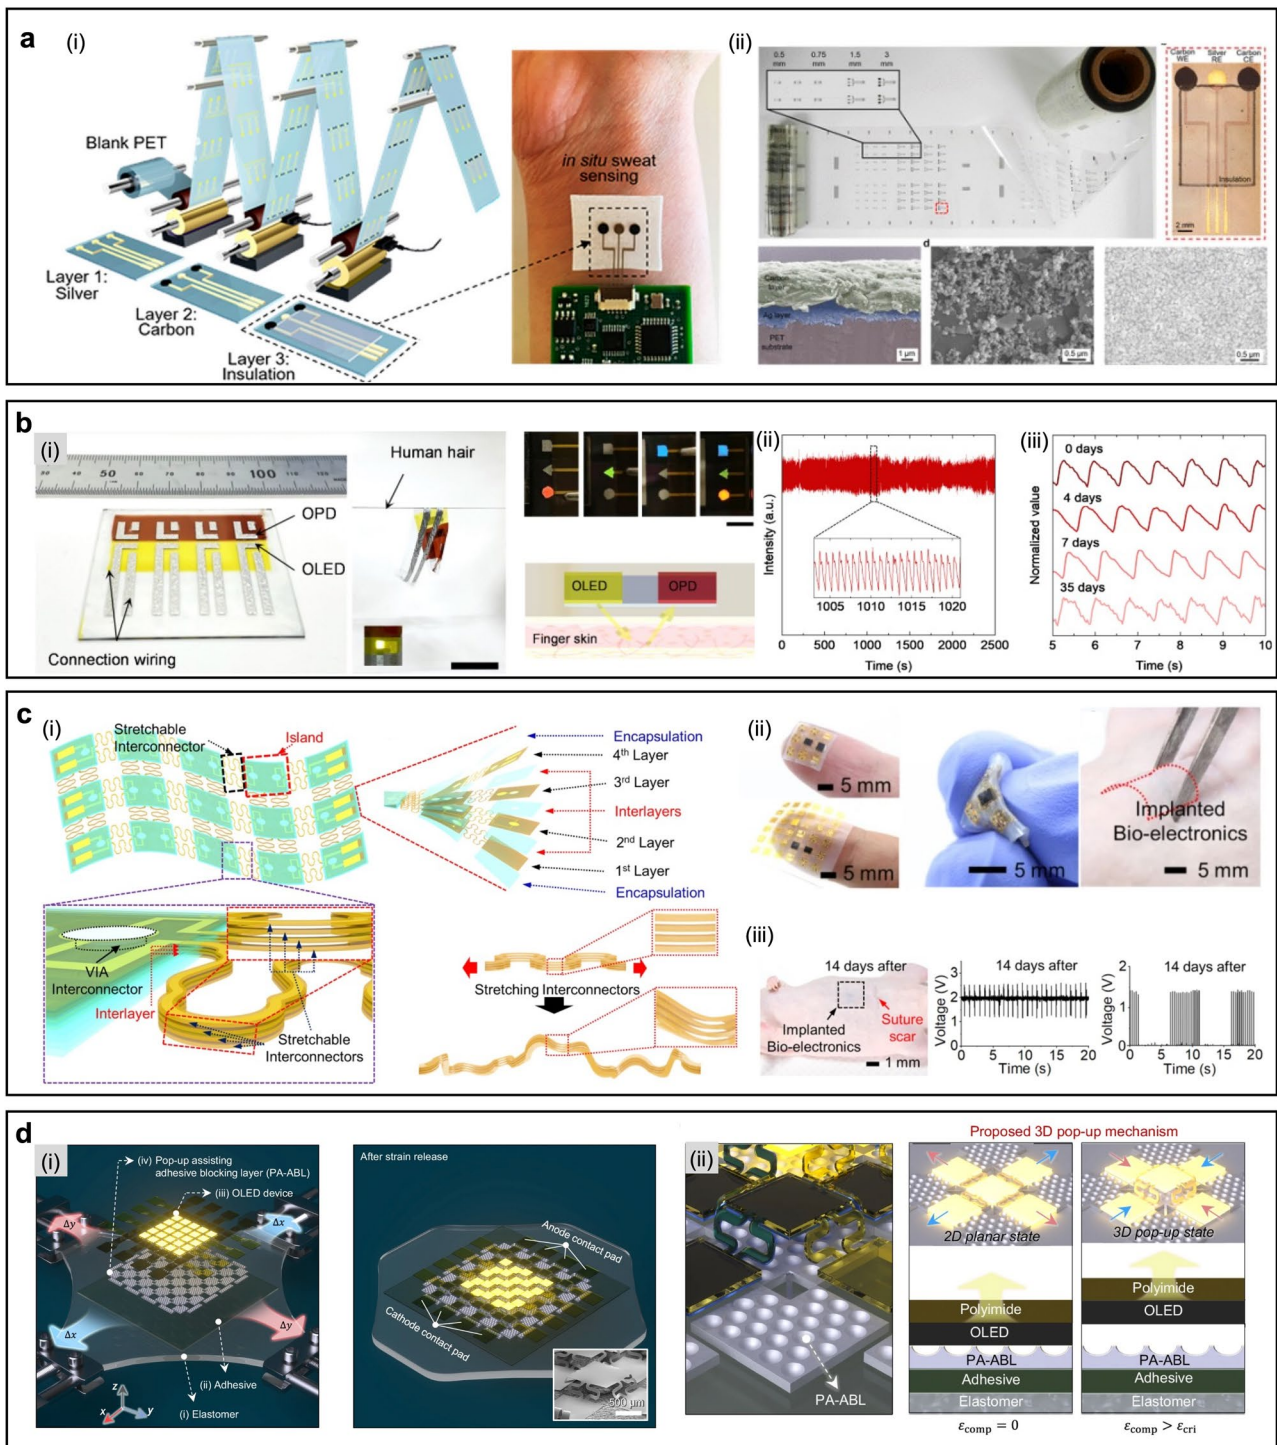 a
(i)
Blank PET
Layer 1:
Silver
Layer 2:
Carbon
Layer 3:
Insulation
in situ sweat
sensing
(ii)
0.5
mm
0.75
mm
1.5
mm
3
mm
Carbon
WE
Silver
RE
Carbon
CE
Insulation
2 mm
Carbon
layer
Ag layer
PET
substrate
1 µm
d
0.5 µm
0.5 µm
b
(i)
50
100
Human hair
OPD
OLED
Connection wiring
OLED
OPD
Finger skin
(ii)
Intensity (a.u.)
1005 1010 1015 1020
0 500 1000 1500 2000 2500
Time (s)
(iii)
Normalized value
0 days
4 days
7 days
35 days
5 6 7 8 9 10
Time (s)
c
(i)
Stretchable
Interconnector
Island
Encapsulation
4th Layer
3rd Layer
Interlayers
2nd Layer
1st Layer
Encapsulation
VIA
Interconnector
Interlayer
Stretchable
Interconnectors
Stretching Interconnectors
(ii)
5 mm
5 mm
5 mm
Implanted
Bio-electronics
5 mm
(iii)
14 days after
Implanted
Bio-electronics
Suture
scar
1 mm
14 days after
Voltage (V)
3
2
1
0
0 5 10 15 20
Time (s)
14 days after
Voltage (V)
2
1
0
0 5 10 15 20
Time (s)
d
(i)
(iv) Pop-up assisting
adhesive blocking layer (PA-ABL)
(iii) OLED device
Δy
Δx
Δx
Δy
(ii) Adhesive
(i) Elastomer
z
x
y
After strain release
Anode contact pad
Cathode contact pad
500 µm
(ii)
PA-ABL
Proposed 3D pop-up mechanism
2D planar state
Polyimide
OLED
PA-ABL
Adhesive
Elastomer
εcomp = 0
3D pop-up state
Polyimide
OLED
PA-ABL
Adhesive
Elastomer
εcomp > εcri